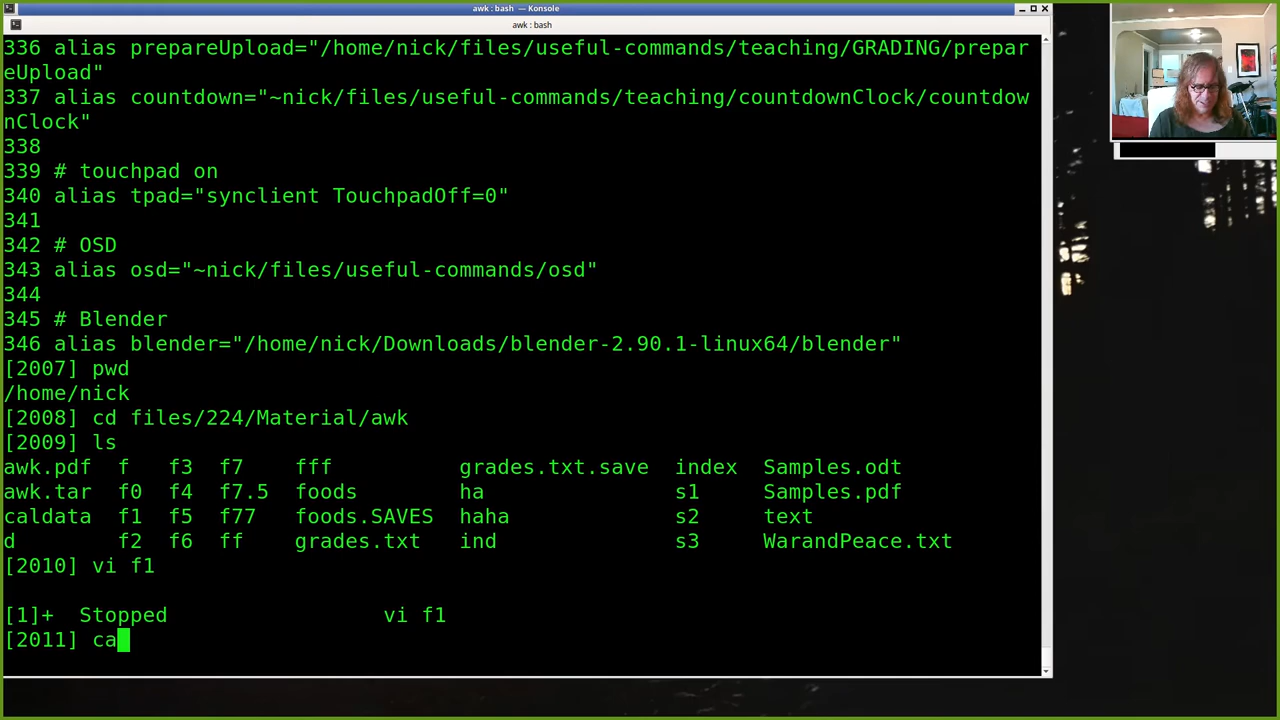 awk : bash — Konsole
awk : bash
336 alias prepareUpload="/home/nick/files/useful-commands/teaching/GRADING/prepar
eUpload"
337 alias countdown="~nick/files/useful-commands/teaching/countdownClock/countdow
nClock"
338
339 # touchpad on
340 alias tpad="synclient TouchpadOff=0"
341
342 # OSD
343 alias osd="~nick/files/useful-commands/osd"
344
345 # Blender
346 alias blender="/home/nick/Downloads/blender-2.90.1-linux64/blender"
[2007] pwd
/home/nick
[2008] cd files/224/Material/awk
[2009] ls
awk.pdf f f3 f7 fff grades.txt.save index Samples.odt
awk.tar f0 f4 f7.5 foods ha s1 Samples.pdf
caldata f1 f5 f77 foods.SAVES haha s2 text
d f2 f6 ff grades.txt ind s3 WarandPeace.txt
[2010] vi f1
[1]+ Stopped vi f1
[2011] ca